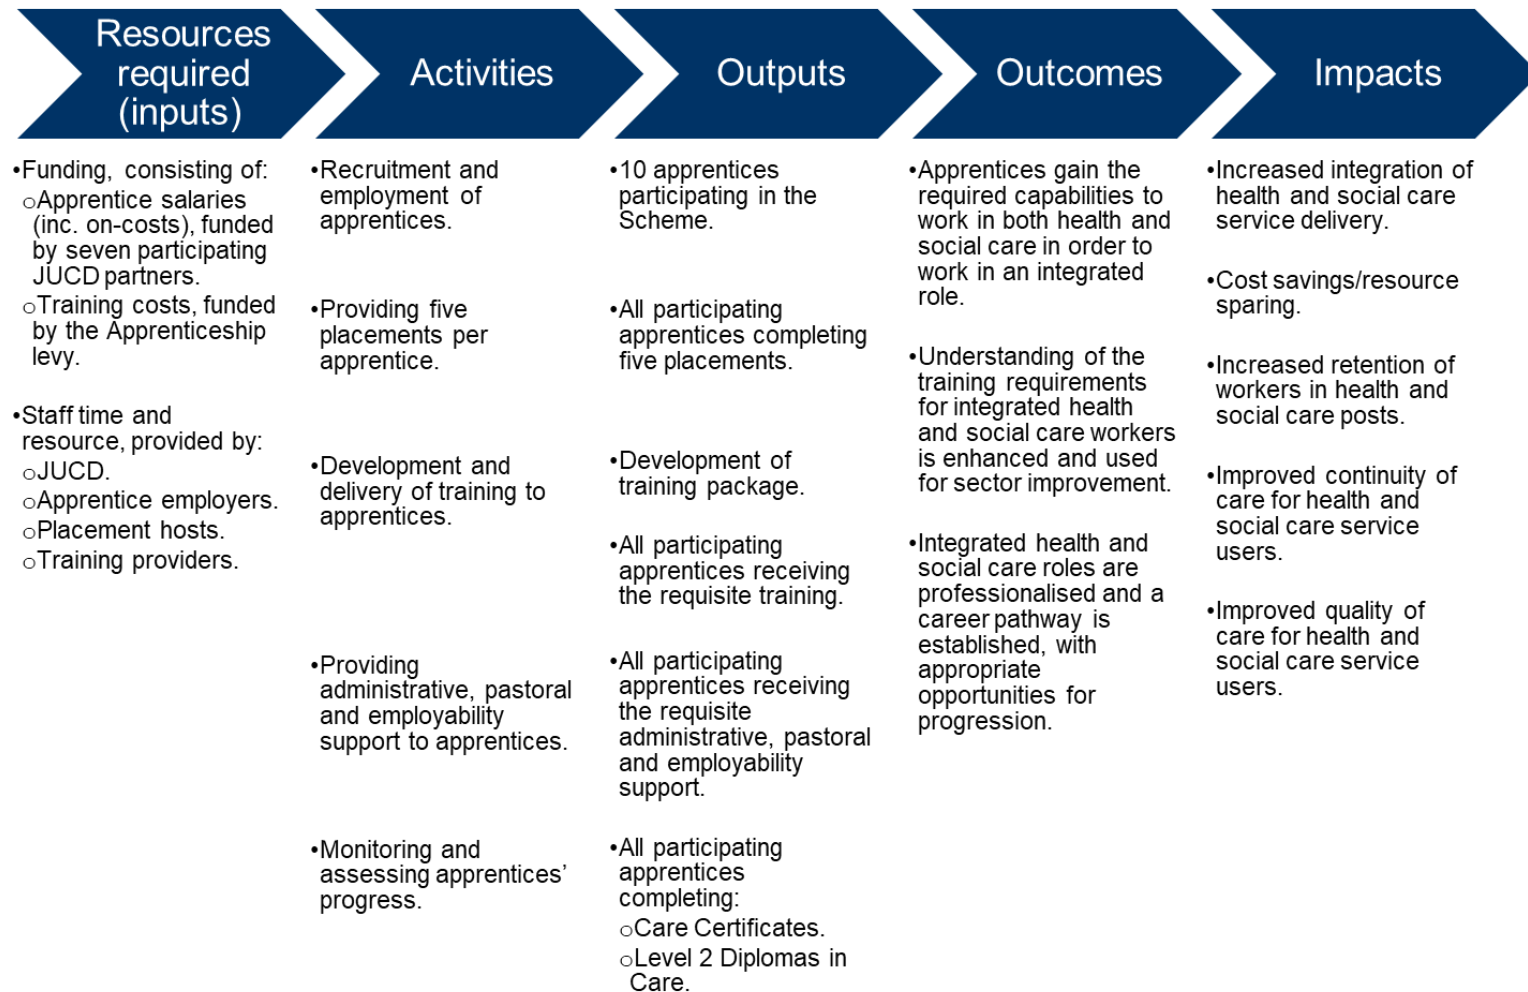 Resources
required
(inputs)
Activities
Outputs
Outcomes
Impacts
•Funding, consisting of:
oApprentice salaries
(inc. on-costs), funded
by seven participating
JUCD partners.
oTraining costs, funded
by the Apprenticeship
levy.
•Staff time and
resource, provided by:
oJUCD.
oApprentice employers.
oPlacement hosts.
oTraining providers.
•Recruitment and
employment of
apprentices.
•Providing five
placements per
apprentice.
•Development and
delivery of training to
apprentices.
•Providing
administrative, pastoral
and employability
support to apprentices.
•Monitoring and
assessing apprentices’
progress.
•10 apprentices
participating in the
Scheme.
•All participating
apprentices completing
five placements.
•Development of
training package.
•All participating
apprentices receiving
the requisite training.
•All participating
apprentices receiving
the requisite
administrative, pastoral
and employability
support.
•All participating
apprentices
completing:
oCare Certificates.
oLevel 2 Diplomas in
Care.
•Apprentices gain the
required capabilities to
work in both health and
social care in order to
work in an integrated
role.
•Understanding of the
training requirements
for integrated health
and social care workers
is enhanced and used
for sector improvement.
•Integrated health and
social care roles are
professionalised and a
career pathway is
established, with
appropriate
opportunities for
progression.
•Increased integration of
health and social care
service delivery.
•Cost savings/resource
sparing.
•Increased retention of
workers in health and
social care posts.
•Improved continuity of
care for health and
social care service
users.
•Improved quality of
care for health and
social care service
users.